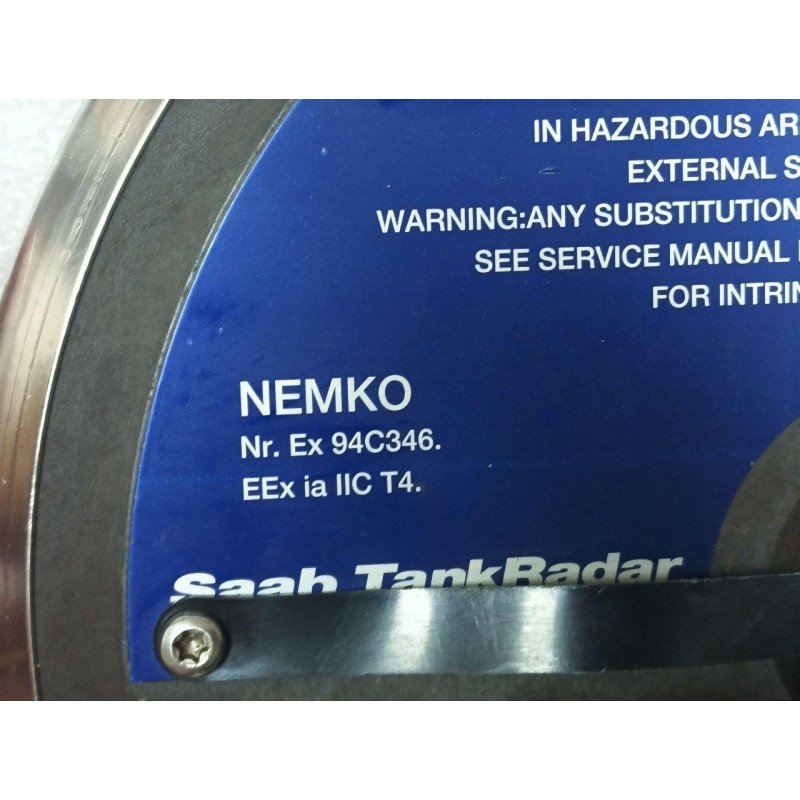 IN HAZARDOUS AR
EXTERNAL S
WARNING:ANY SUBSTITUTION
SEE SERVICE MANUAL
FOR INTRIN
NEMKO
Nr. Ex 94C346.
EEx ia IIC T4.
Saab TankRadar